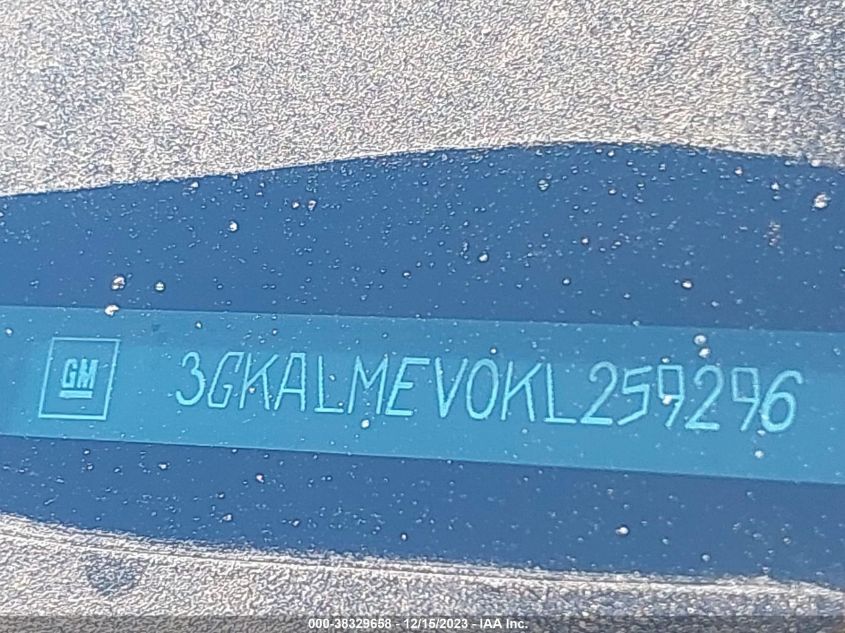 GM 3GKALMEV0KL259296
000-38329658 - 12/15/2023 - IAA Inc.